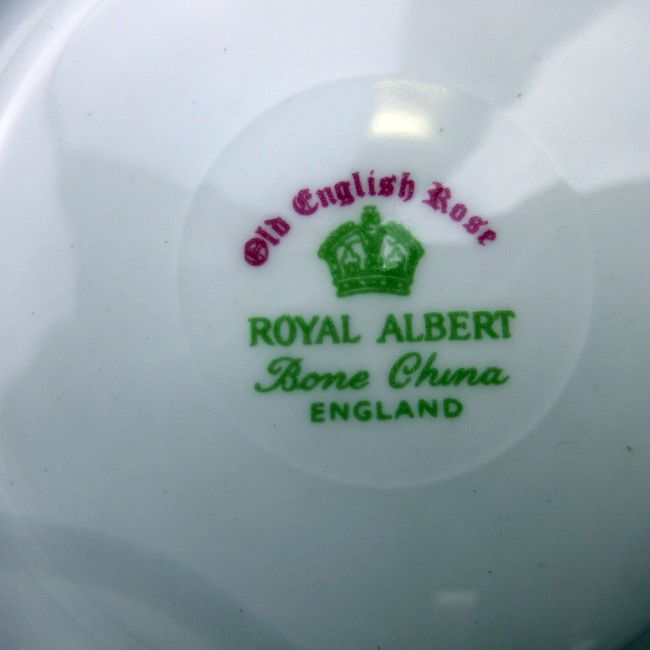 Old English Rose
ROYAL ALBERT
Bone China
ENGLAND